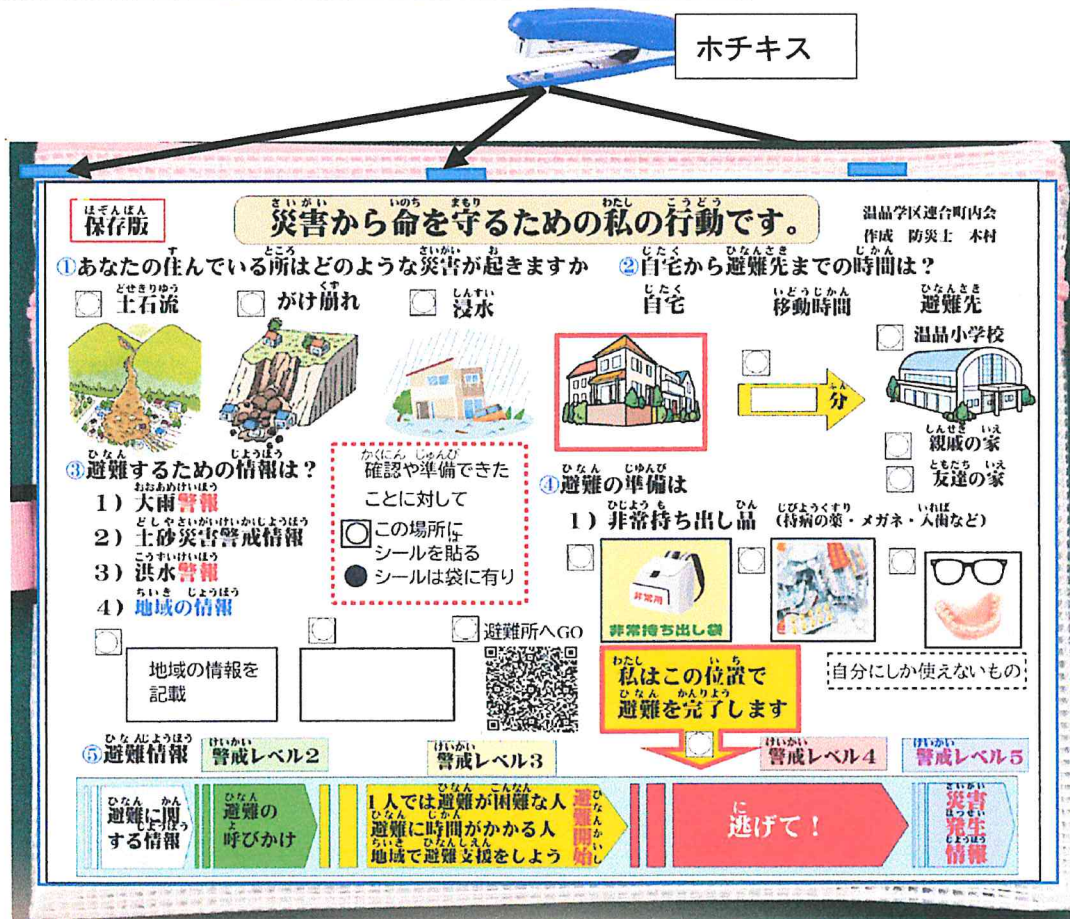 ホチキス
保存版
災害から命を守るための私の行動です。
温品学区連合町内会
作成 防災士 木村
①あなたの住んでいる所はどのような災害が起きますか
土石流
がけ崩れ
浸水
②自宅から避難先までの時間は?
自宅
移動時間
避難先
温品小学校
分
親戚の家
友達の家
③避難するための情報は?
1)大雨警報
2)土砂災害警戒情報
3)洪水警報
4)地域の情報
確認や準備できた
ことに対して
この場所に
シールを貼る
シールは袋に有り
地域の情報を
記載
避難所へGO
④避難の準備は
1)非常持ち出し品 (持病の薬・メガネ・入歯など)
非常用
非常持ち出し袋
自分にしか使えないもの
私はこの位置で
避難を完了します
⑤避難情報
警戒レベル2
警戒レベル3
警戒レベル4
警戒レベル5
避難に関
する情報
避難の
呼びかけ
1人では避難が困難な人
避難に時間がかかる人
地域で避難支援をしよう
避難開始
逃げて!
災害
発生
情報